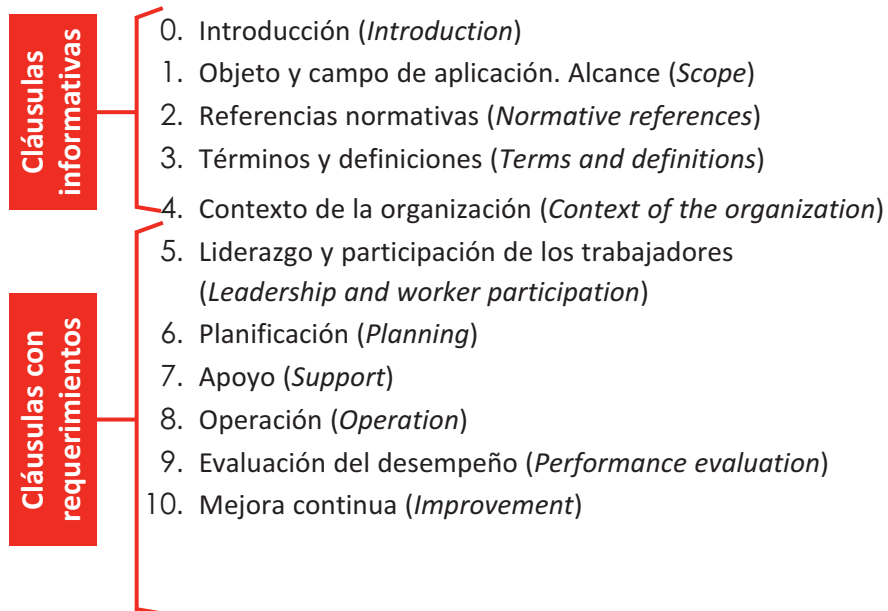 Cláusulas
informativas
0. Introducción (Introduction)
1. Objeto y campo de aplicación. Alcance (Scope)
2. Referencias normativas (Normative references)
3. Términos y definiciones (Terms and definitions)
4. Contexto de la organización (Context of the organization)
Cláusulas con
requerimientos
5. Liderazgo y participación de los trabajadores
(Leadership and worker participation)
6. Planificación (Planning)
7. Apoyo (Support)
8. Operación (Operation)
9. Evaluación del desempeño (Performance evaluation)
10. Mejora continua (Improvement)